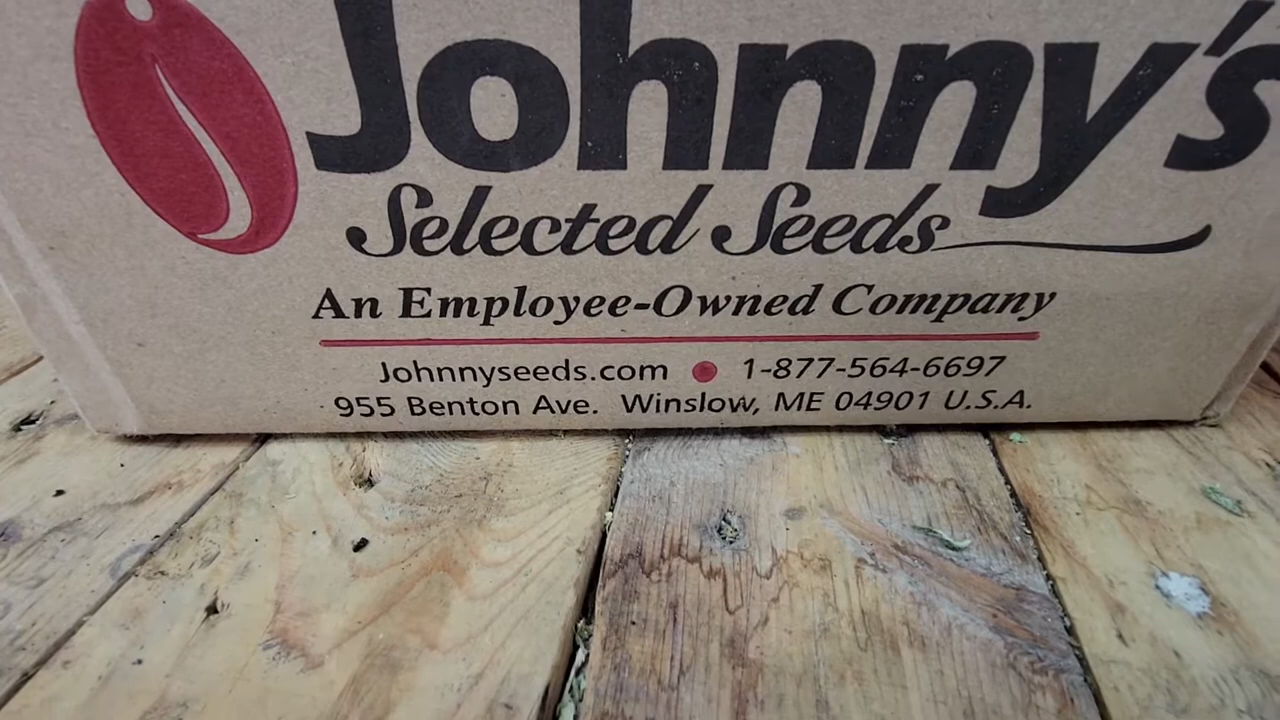 Johnny's
Selected Seeds
An Employee-Owned Company
Johnnyseeds.com ● 1-877-564-6697
955 Benton Ave. Winslow, ME 04901 U.S.A.